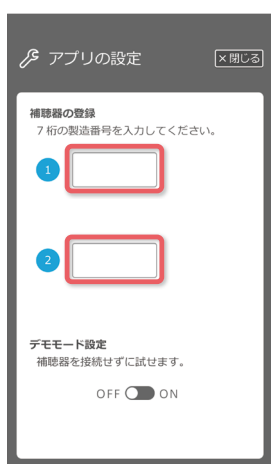 アプリの設定
×閉じる
補聴器の登録
7桁の製造番号を入力してください。
1
2
デモモード設定
補聴器を接続せずに試せます。
OFF ON